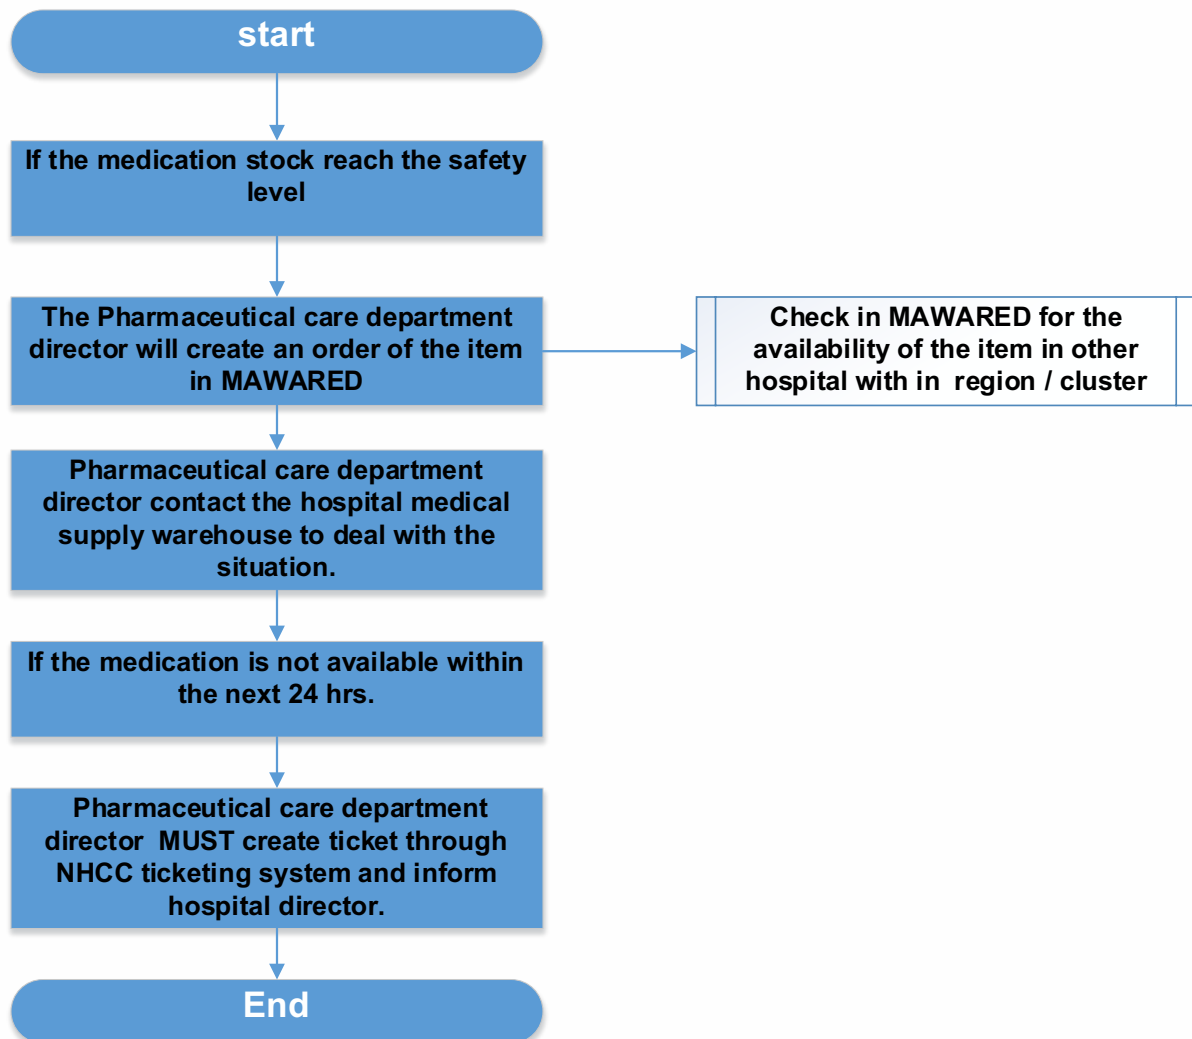 start
If the medication stock reach the safety
level
The Pharmaceutical care department
director will create an order of the item
in MAWARED
Check in MAWARED for the
availability of the item in other
hospital with in region / cluster
Pharmaceutical care department
director contact the hospital medical
supply warehouse to deal with the
situation.
If the medication is not available within
the next 24 hrs.
Pharmaceutical care department
director MUST create ticket through
NHCC ticketing system and inform
hospital director.
End